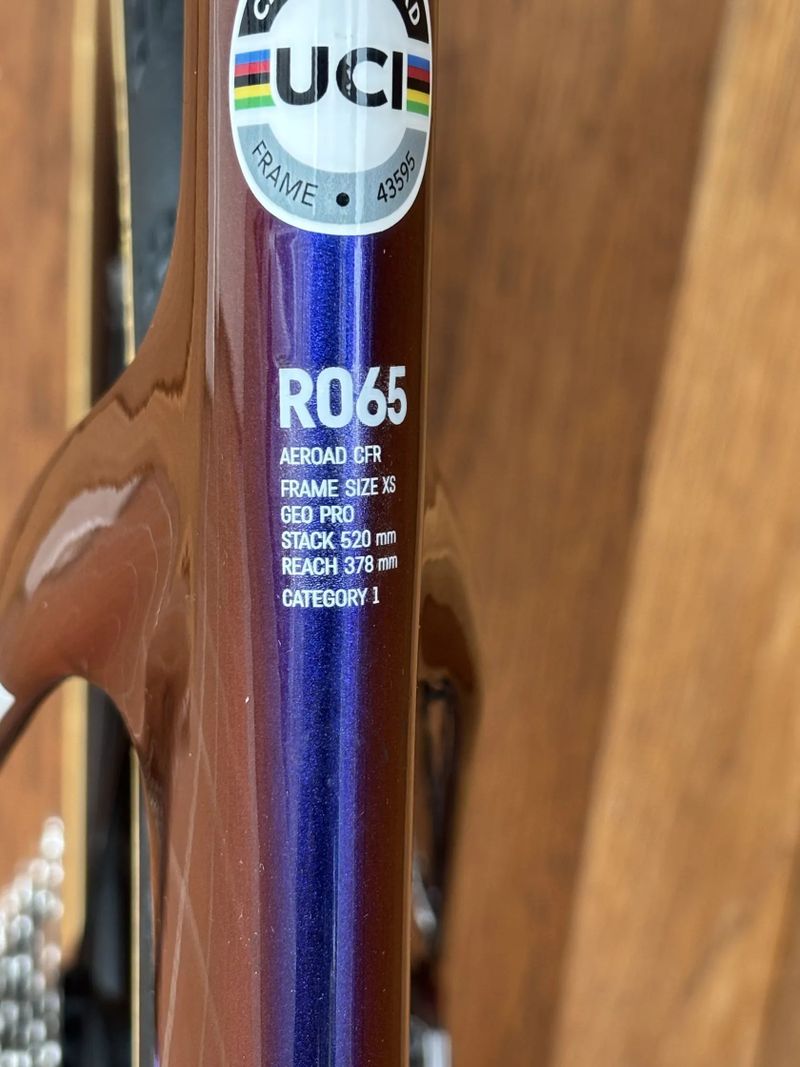 UCI
FRAME • 43595
R065
AEROAD CFR
FRAME SIZE XS
GEO PRO
STACK 520 mm
REACH 378 mm
CATEGORY 1